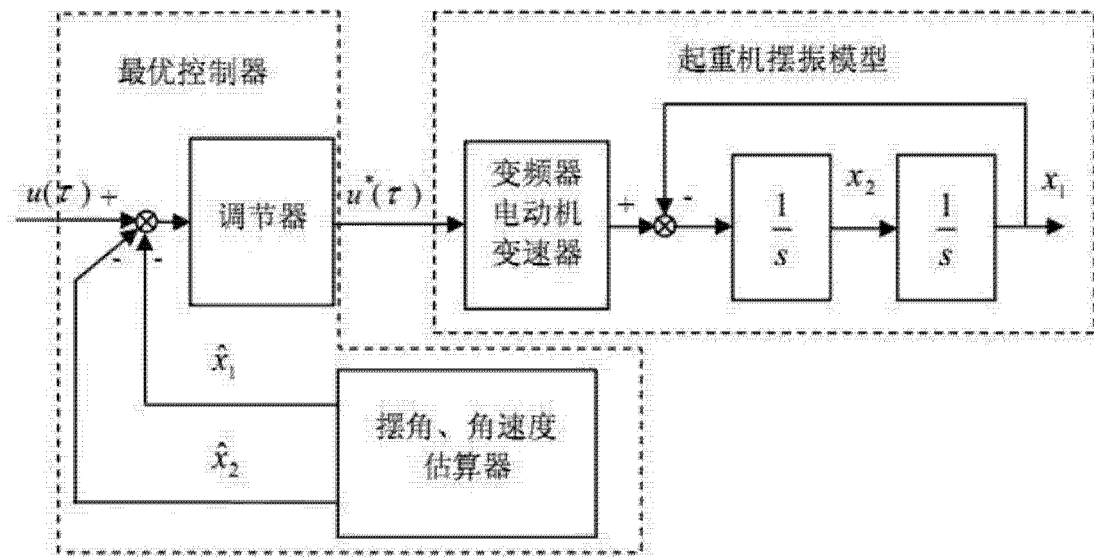 最优控制器
起重机摆振模型
u(τ) +
-
-
调节器
u*(τ)
变频器
电动机
变速器
+
-
1
s
x₂
1
s
x₁
x̂₁
x̂₂
摆角、角速度
估算器